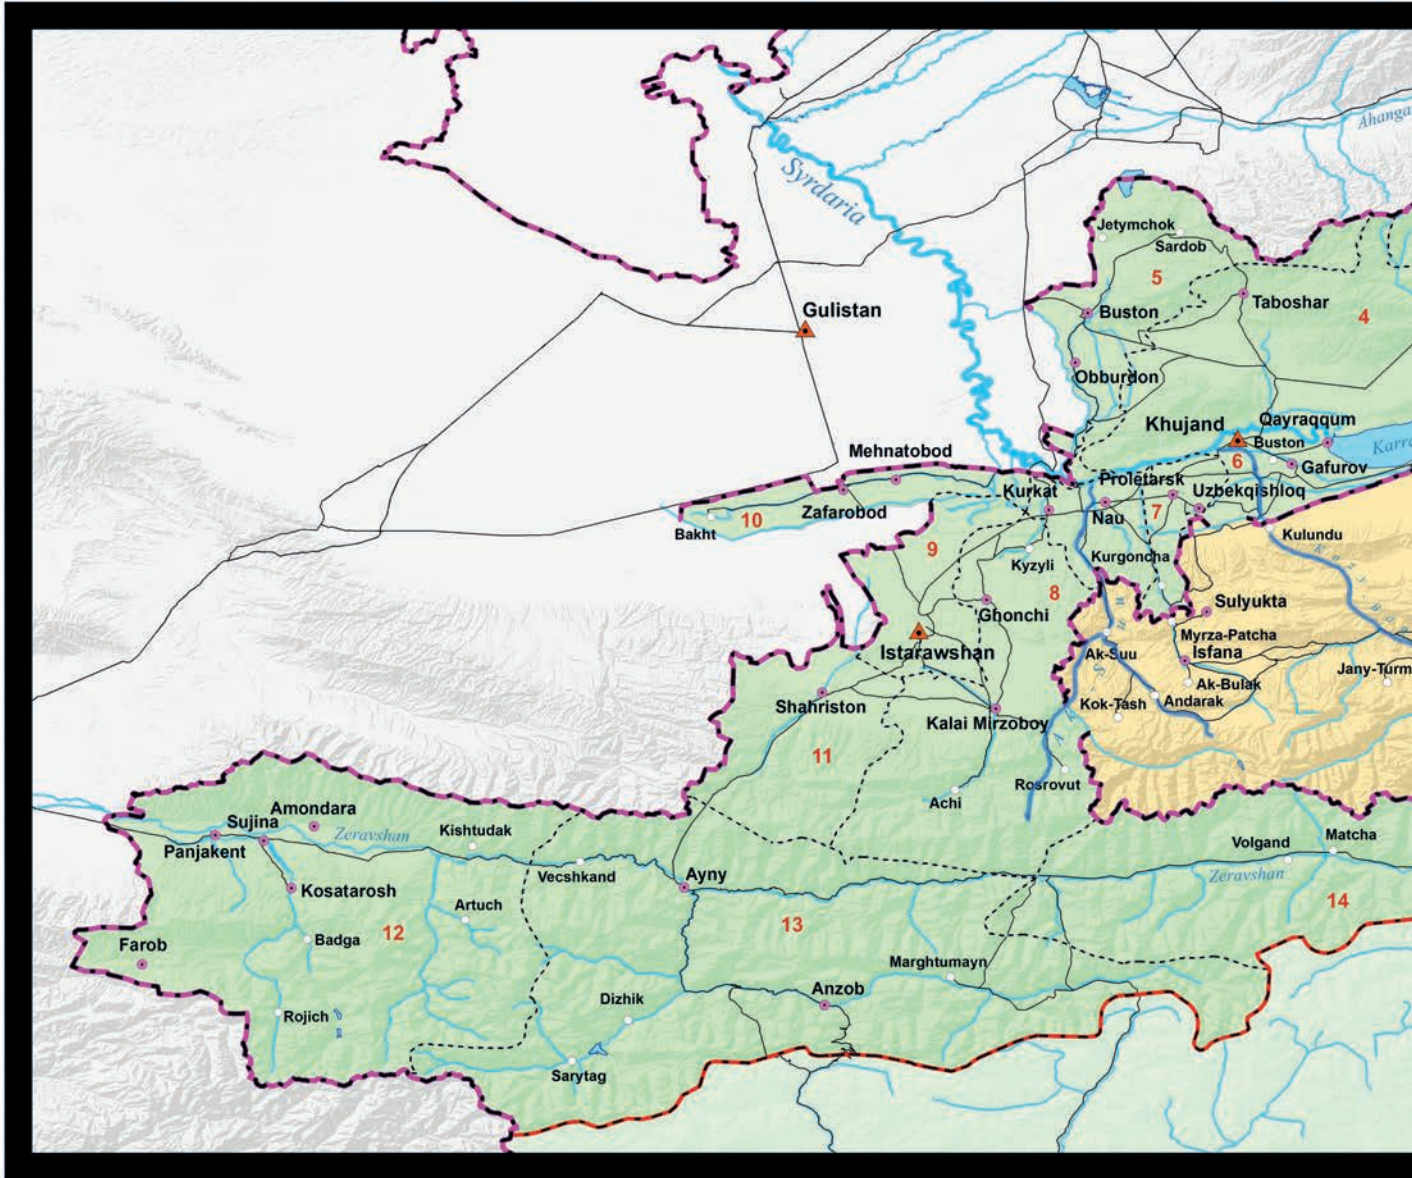 Ahanga
Syrdaria
Jetymchok
Sardob
5
Taboshar
4
Buston
Gulistan
Obburdon
Khujand
Qayraqqum
Buston
Karra
6
Gafurov
Mehnatobod
Proletarsk
Kurkat
Uzbekqishloq
Zafarobod
10
Nau
7
Bakht
Kulundu
9
Kyzyli
Kurgoncha
8
Ghonchi
Sulyukta
Myrza-Patcha
Istarawshan
Ak-Suu
Isfana
Jany-Turm
Ak-Bulak
Shahriston
Kok-Tash
Andarak
Kalai Mirzoboy
11
Rosrovut
Achi
Amondara
Sujina
Zeravshan
Kishtudak
Volgand
Matcha
Panjakent
Vecshkand
Ayny
Zeravshan
Kosatarosh
14
Artuch
13
12
Badga
Farob
Marghtumayn
Anzob
Dizhik
Rojich
Sarytag